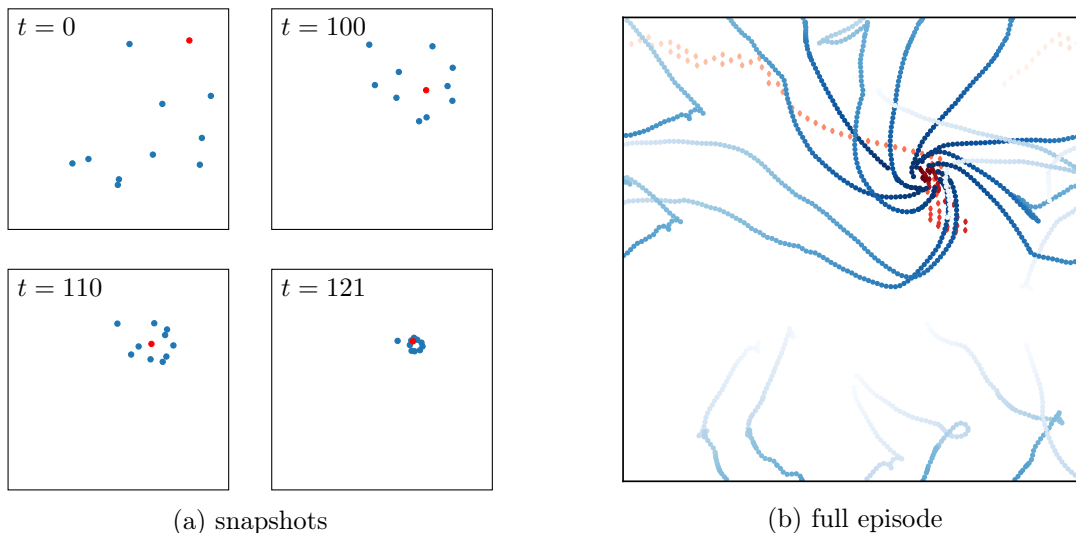 t = 0
t = 100
t = 110
t = 121
(a) snapshots
(b) full episode